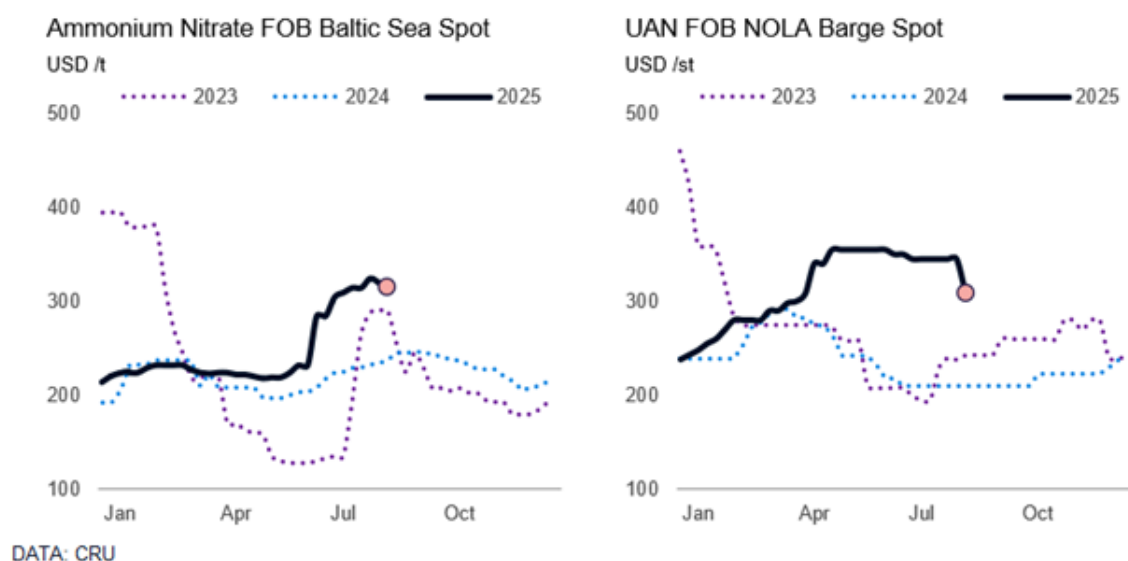 Ammonium Nitrate FOB Baltic Sea Spot
USD /t
2023 2024 2025
500
400
300
200
100
Jan Apr Jul Oct
UAN FOB NOLA Barge Spot
USD /st
2023 2024 2025
500
400
300
200
100
Jan Apr Jul Oct
DATA: CRU